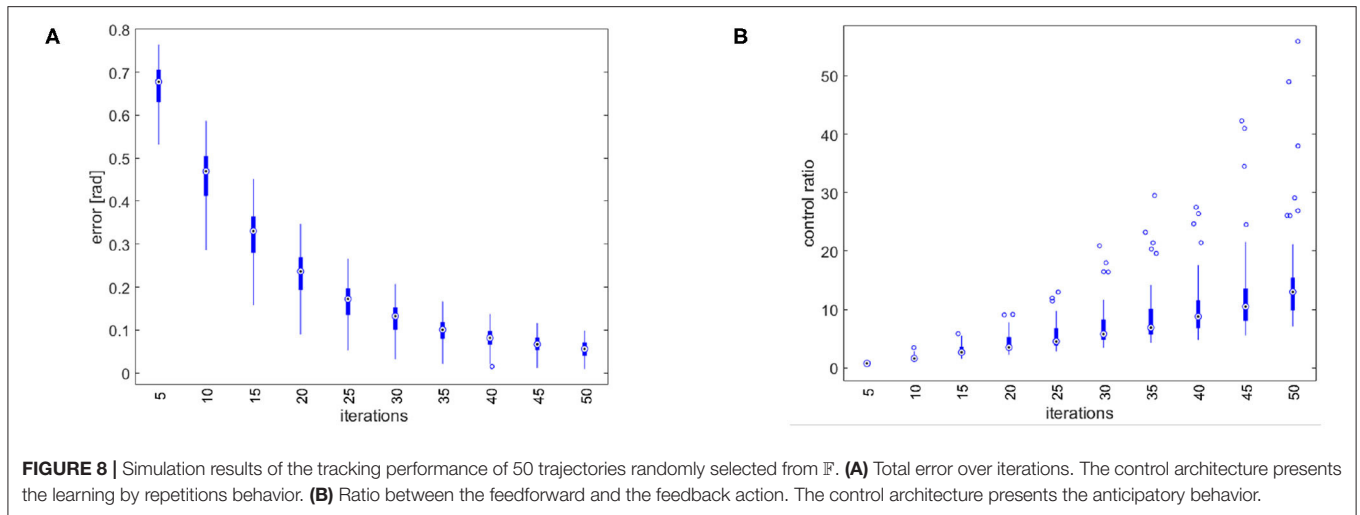 A
0.8
0.7
0.6
0.5
0.4
0.3
0.2
0.1
0
error [rad]
5 10 15 20 25 30 35 40 45 50
iterations
B
50
40
30
20
10
0
control ratio
5 10 15 20 25 30 35 40 45 50
iterations
FIGURE 8 | Simulation results of the tracking performance of 50 trajectories randomly selected from 𝔽. (A) Total error over iterations. The control architecture presents
the learning by repetitions behavior. (B) Ratio between the feedforward and the feedback action. The control architecture presents the anticipatory behavior.